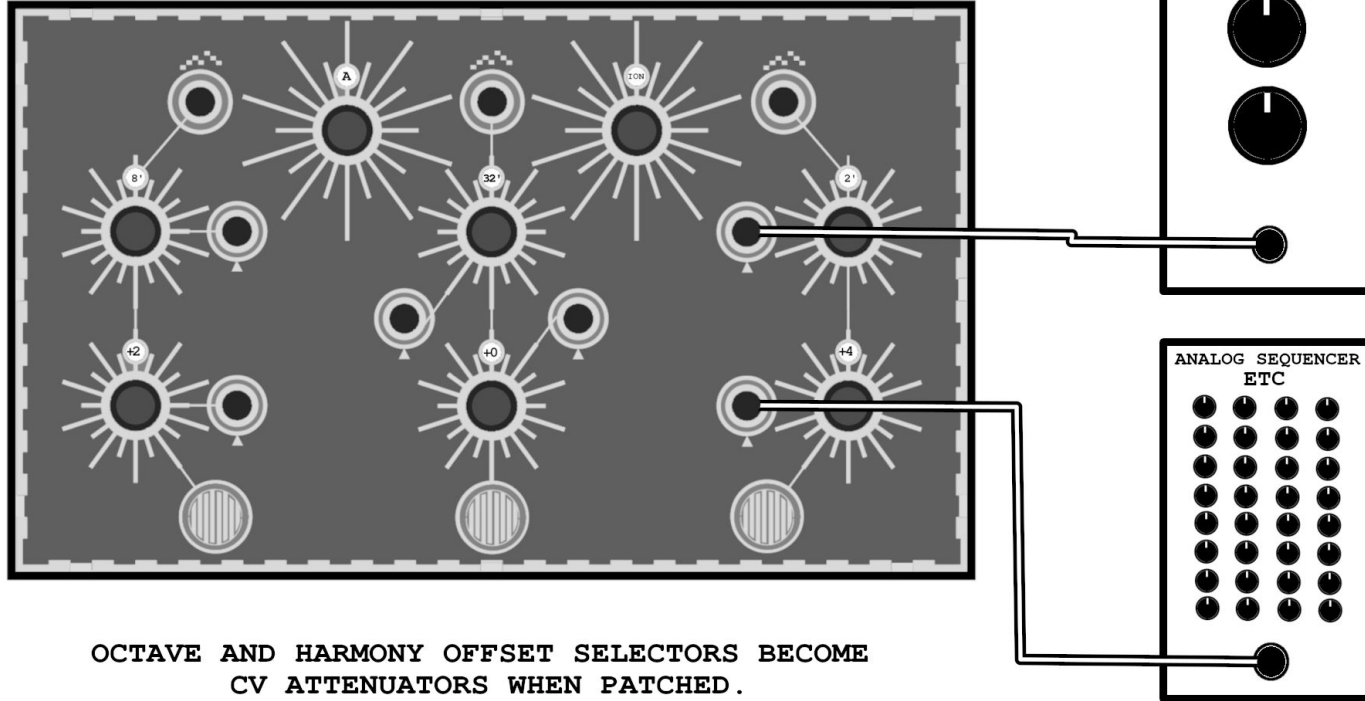 A
ION
8'
32'
2'
+2
+0
+4
ANALOG SEQUENCER
ETC
OCTAVE AND HARMONY OFFSET SELECTORS BECOME
CV ATTENUATORS WHEN PATCHED.